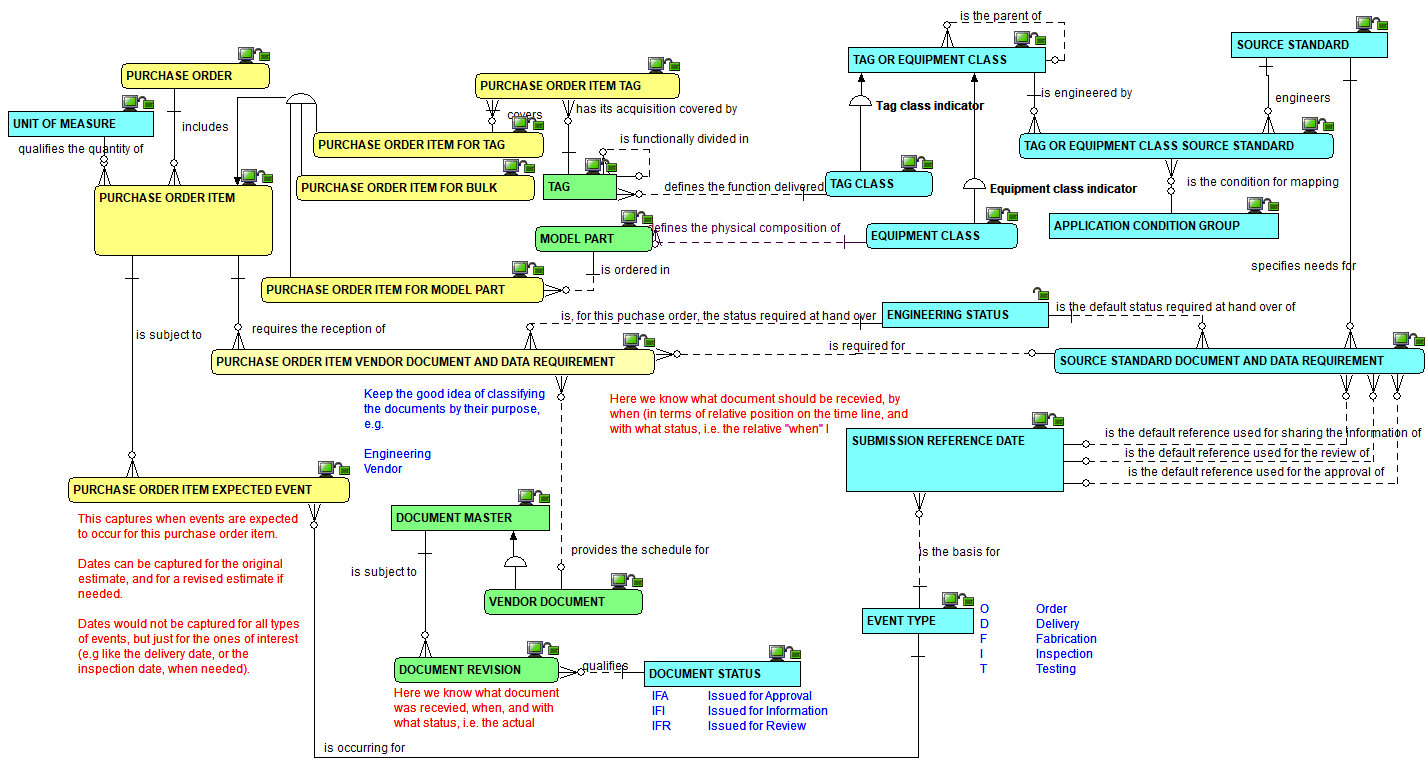 is the parent of
SOURCE STANDARD
TAG OR EQUIPMENT CLASS
PURCHASE ORDER
PURCHASE ORDER ITEM TAG
is engineered by
engineers
Tag class indicator
UNIT OF MEASURE
includes
covers
has its acquisition covered by
qualifies the quantity of
PURCHASE ORDER ITEM FOR TAG
is functionally divided in
TAG OR EQUIPMENT CLASS SOURCE STANDARD
PURCHASE ORDER ITEM
PURCHASE ORDER ITEM FOR BULK
TAG
defines the function delivered
TAG CLASS
Equipment class indicator
is the condition for mapping
MODEL PART
defines the physical composition of
EQUIPMENT CLASS
APPLICATION CONDITION GROUP
is ordered in
specifies needs for
PURCHASE ORDER ITEM FOR MODEL PART
is subject to
requires the reception of
is, for this puchase order, the status required at hand over
ENGINEERING STATUS
is the default status required at hand over of
PURCHASE ORDER ITEM VENDOR DOCUMENT AND DATA REQUIREMENT
is required for
SOURCE STANDARD DOCUMENT AND DATA REQUIREMENT
Keep the good idea of classifying
the documents by their purpose,
e.g.
Engineering
Vendor
Here we know what document should be recevied, by
when (in terms of relative position on the time line, and
with what status, i.e. the relative "when" I
SUBMISSION REFERENCE DATE
is the default reference used for sharing the information of
is the default reference used for the review of
is the default reference used for the approval of
PURCHASE ORDER ITEM EXPECTED EVENT
This captures when events are expected
to occur for this purchase order item.
Dates can be captured for the original
estimate, and for a revised estimate if
needed.
Dates would not be captured for all types
of events, but just for the ones of interest
(e.g like the delivery date, or the
inspection date, when needed).
DOCUMENT MASTER
is subject to
provides the schedule for
is the basis for
VENDOR DOCUMENT
EVENT TYPE
O Order
D Delivery
F Fabrication
I Inspection
T Testing
DOCUMENT REVISION
qualifies
DOCUMENT STATUS
Here we know what document
was recevied, when, and with
what status, i.e. the actual
IFA Issued for Approval
IFI Issued for Information
IFR Issued for Review
is occurring for